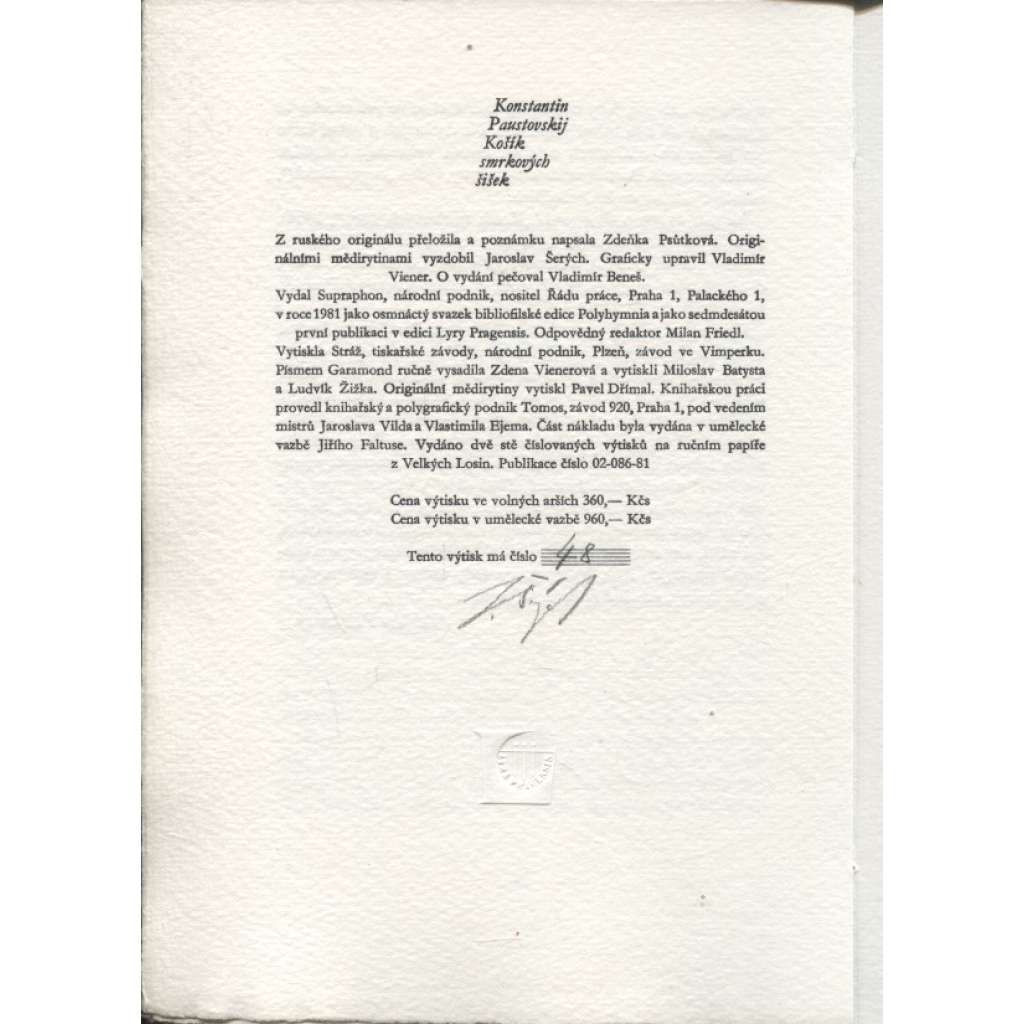 Konstantin
Paustovskij
Košík
smrkových
šišek
Z ruského originálu přeložila a poznámku napsala Zdeňka Psůtková. Origi-
nálními mědirytinami vyzdobil Jaroslav Šerých. Graficky upravil Vladimír
Viener. O vydání pečoval Vladimír Beneš.
Vydal Supraphon, národní podnik, nositel Řádu práce, Praha 1, Palackého 1,
v roce 1981 jako osmnáctý svazek bibliofilské edice Polyhymnia a jako sedmdesátou
první publikaci v edici Lyry Pragensis. Odpovědný redaktor Milan Friedl.
Vytiskla Stráž, tiskařské závody, národní podnik, Plzeň, závod ve Vimperku.
Písmem Garamond ručně vysadila Zdena Vienerová a vytiskli Miloslav Batysta
a Ludvík Žižka. Originální mědirytiny vytiskl Pavel Dřímal. Knihařskou práci
provedl knihařský a polygrafický podnik Tomos, závod 920, Praha 1, pod vedením
mistrů Jaroslava Vilda a Vlastimila Ejema. Část nákladu byla vydána v umělecké
vazbě Jiřího Faltuse. Vydáno dvě stě číslovaných výtisků na ručním papíře
z Velkých Losin. Publikace číslo 02-086-81
Cena výtisku ve volných arších 360,— Kčs
Cena výtisku v umělecké vazbě 960,— Kčs
Tento výtisk má číslo 48